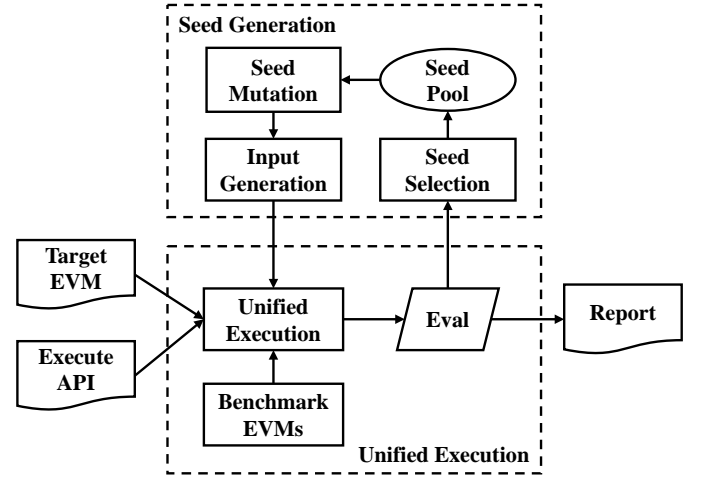 Seed Generation
Seed
Mutation
Seed
Pool
Input
Generation
Seed
Selection
Target
EVM
Unified
Execution
Eval
Report
Execute
API
Benchmark
EVMs
Unified Execution